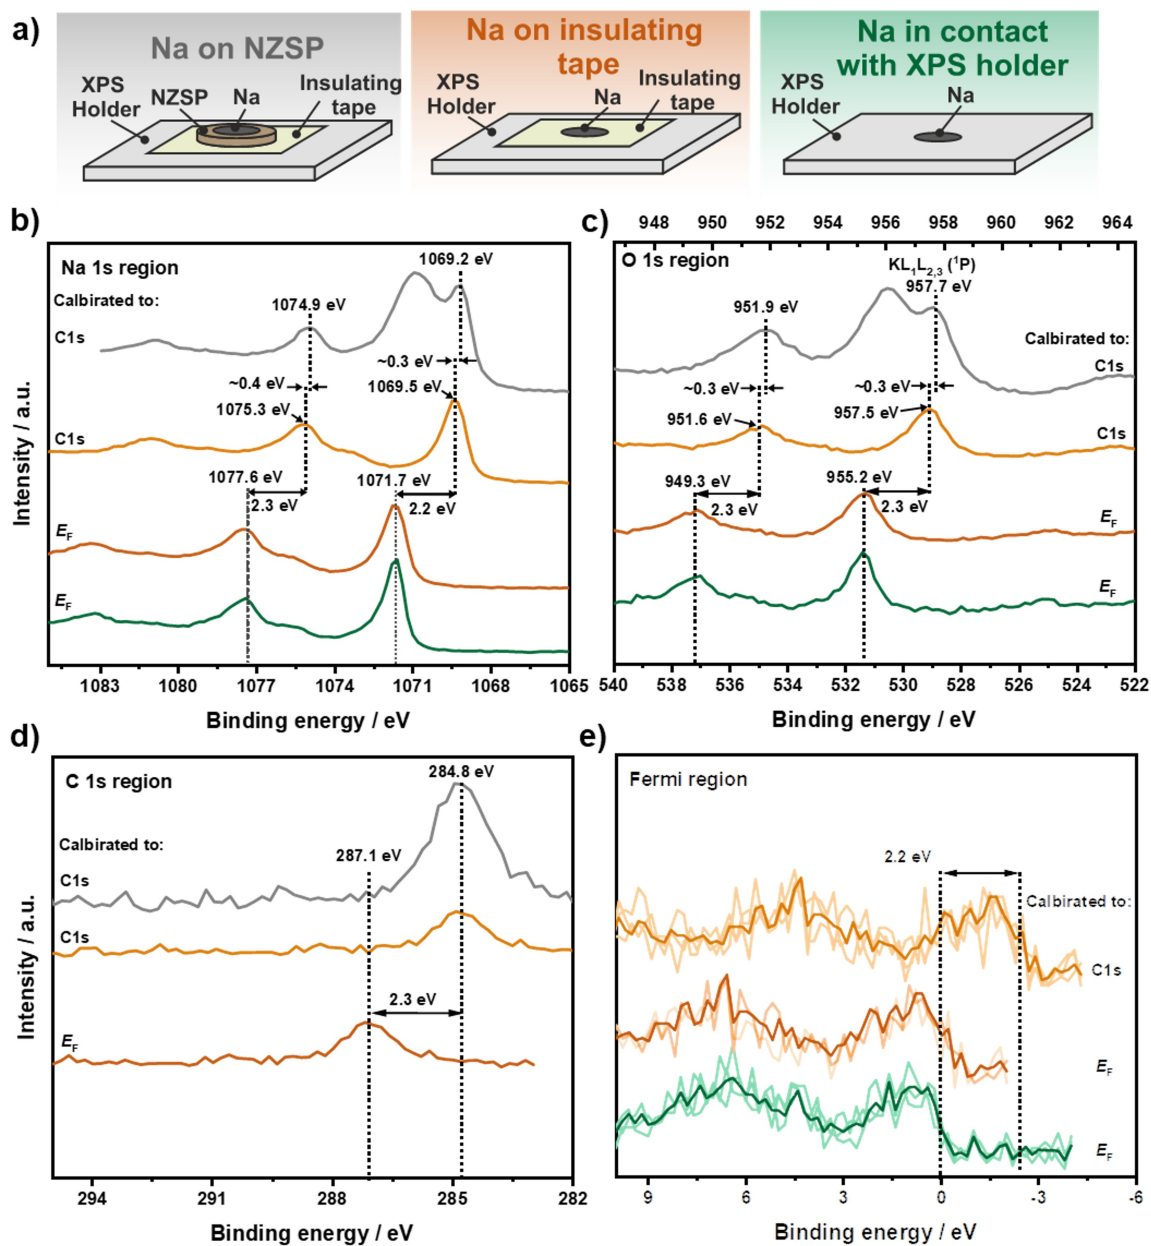 a)
Na on NZSP
XPS
Holder
NZSP
Na
Insulating
tape
Na on insulating
tape
XPS
Holder
Na
Insulating
tape
Na in contact
with XPS holder
XPS
Holder
Na
b)
Na 1s region
Calbirated to:
1069.2 eV
1074.9 eV
C1s
~0.3 eV
~0.4 eV
1069.5 eV
1075.3 eV
C1s
1077.6 eV
1071.7 eV
2.3 eV
2.2 eV
EF
EF
Intensity / a.u.
1083 1080 1077 1074 1071 1068 1065
Binding energy / eV
c)
948 950 952 954 956 958 960 962 964
O 1s region
KL1L2,3 (1P)
957.7 eV
951.9 eV
Calbirated to:
C1s
~0.3 eV
~0.3 eV
957.5 eV
951.6 eV
C1s
949.3 eV
955.2 eV
2.3 eV
2.3 eV
EF
EF
540 538 536 534 532 530 528 526 524 522
Binding energy / eV
d)
C 1s region
284.8 eV
Calbirated to:
287.1 eV
C1s
C1s
2.3 eV
EF
Intensity / a.u.
294 291 288 285 282
Binding energy / eV
e)
Fermi region
2.2 eV
Calbirated to:
C1s
EF
EF
9 6 3 0 -3 -6
Binding energy / eV